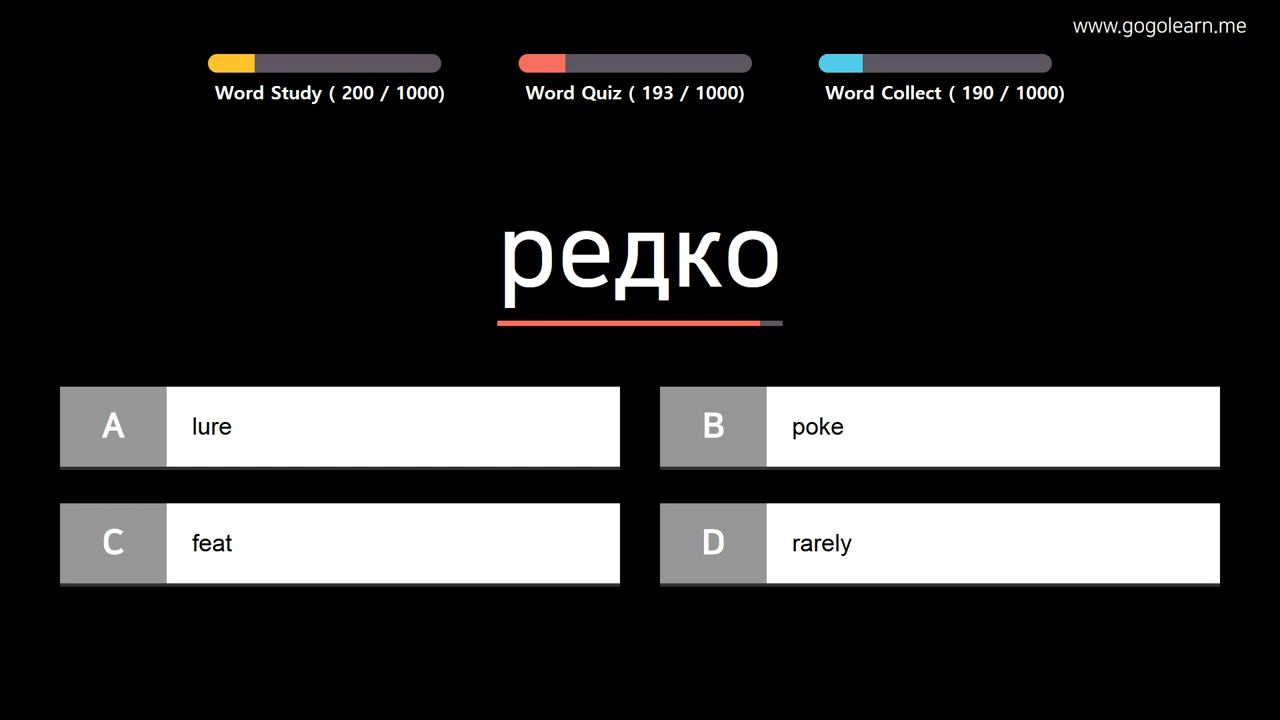 www.gogolearn.me
Word Study ( 200 / 1000)
Word Quiz ( 193 / 1000)
Word Collect ( 190 / 1000)
редко
A lure
B poke
C feat
D rarely